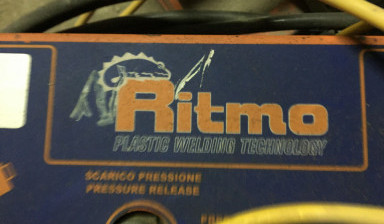 Ritmo
PLASTIC WELDING TECHNOLOGY
SCARICO PRESSIONE
PRESSURE RELEASE